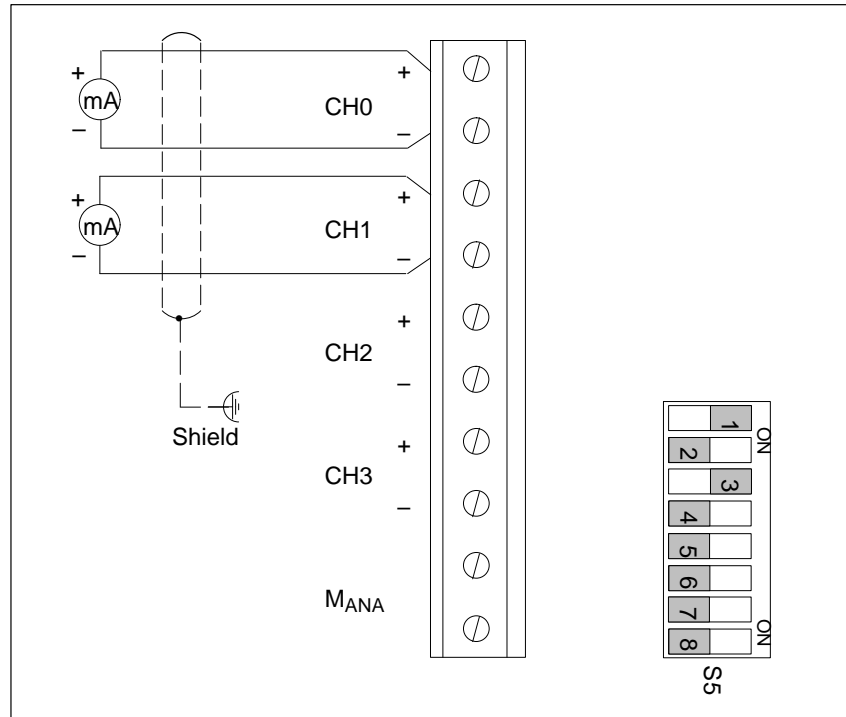 +
mA
–
+
CH0
–
+
mA
–
+
CH1
–
+
CH2
–
+
CH3
–
MANA
Shield
1
2
3
4
5
6
7
8
ON
ON
S5